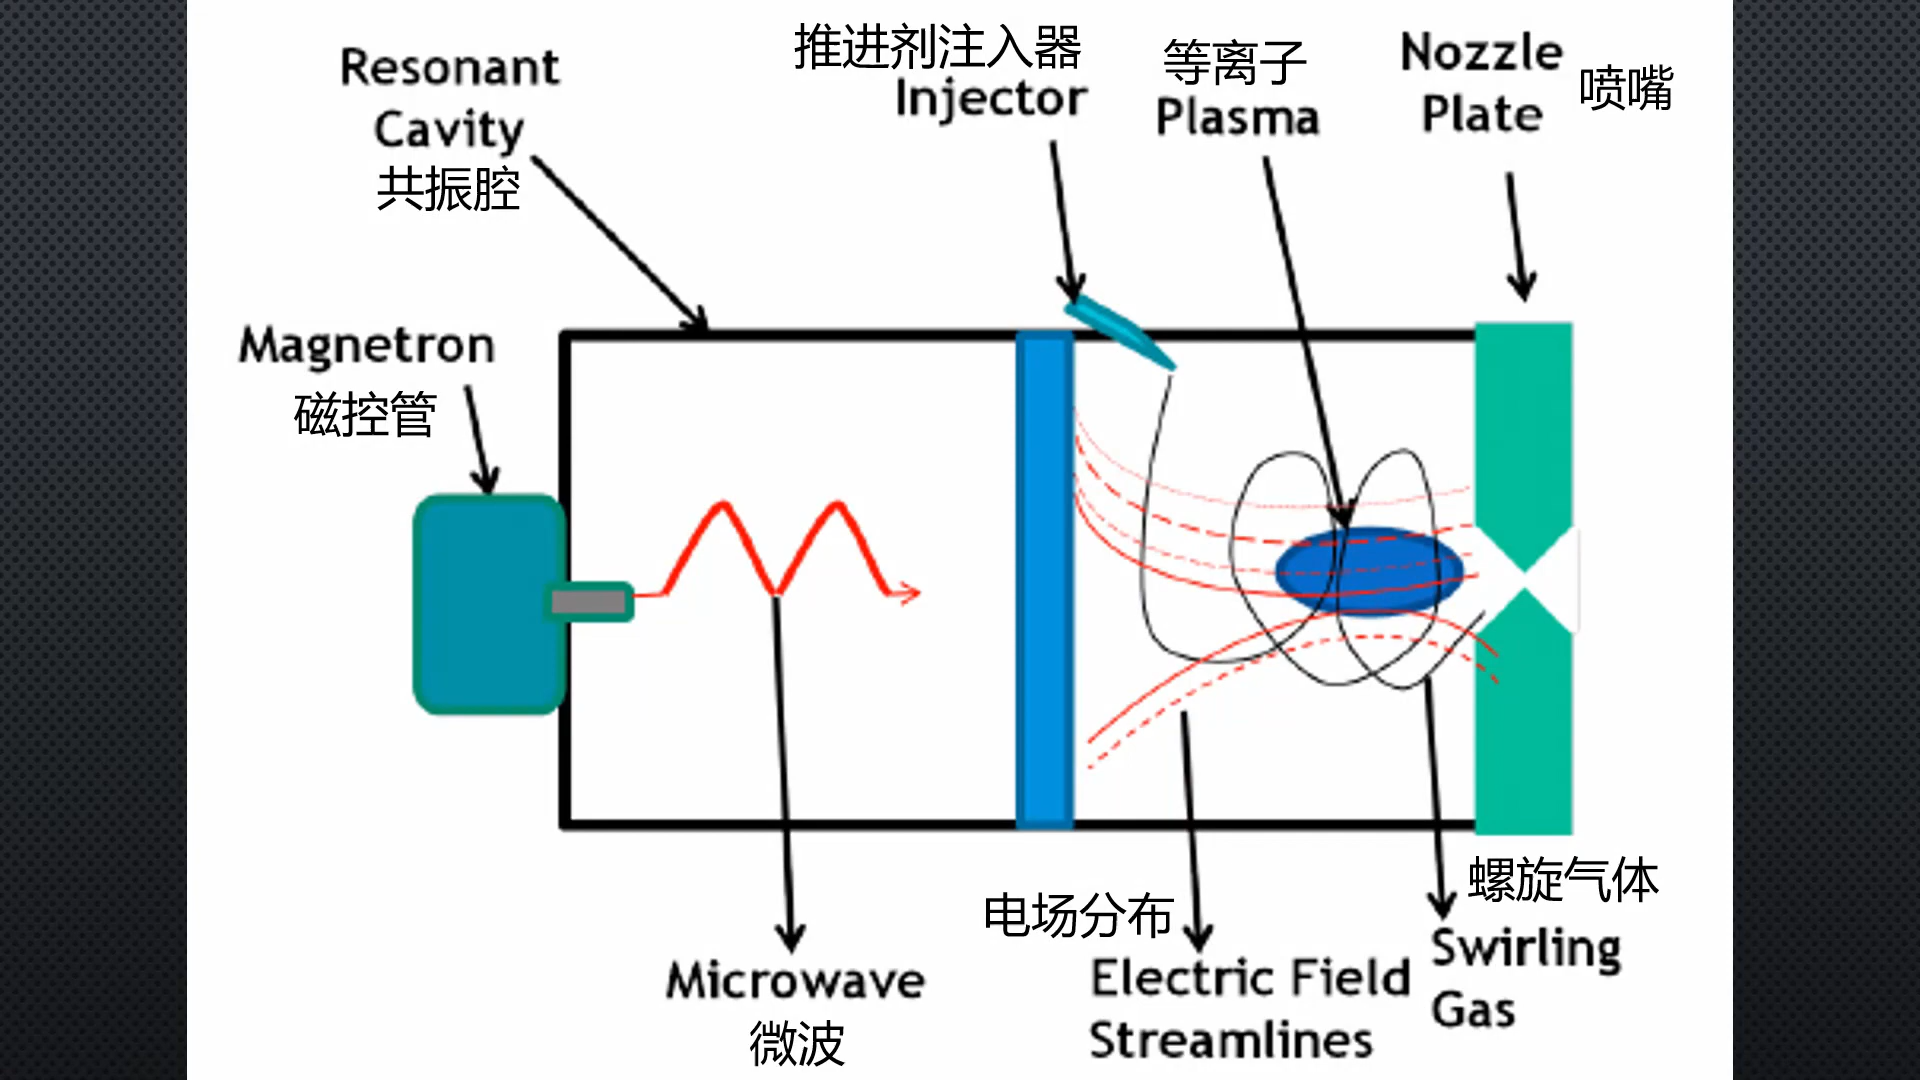 Resonant
Cavity
共振腔
推进剂注入器
Injector
等离子
Plasma
Nozzle
Plate
喷嘴
Magnetron
磁控管
Microwave
微波
电场分布
Electric Field
Streamlines
螺旋气体
Swirling
Gas